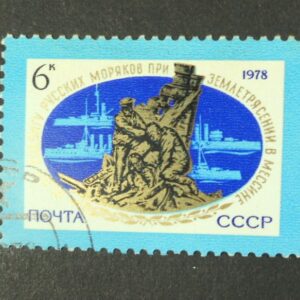 6к
1978
РУССКИХ МОРЯКОВ ПРИ ЗЕМЛЕТРЯСЕНИИ В МЕССИНЕ
ПОЧТА СССР